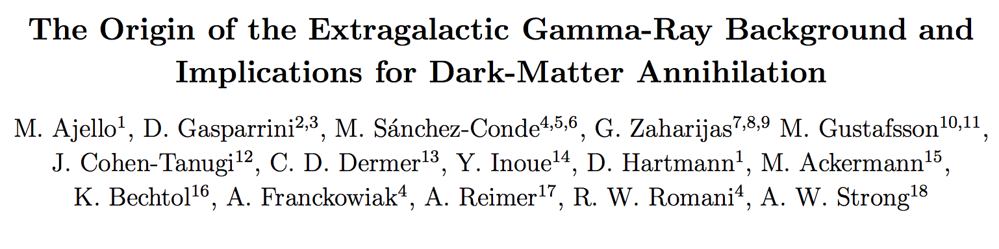 The Origin of the Extragalactic Gamma-Ray Background and
Implications for Dark-Matter Annihilation
M. Ajello1, D. Gasparrini2,3, M. Sánchez-Conde4,5,6, G. Zaharijas7,8,9 M. Gustafsson10,11,
J. Cohen-Tanugi12, C. D. Dermer13, Y. Inoue14, D. Hartmann1, M. Ackermann15,
K. Bechtol16, A. Franckowiak4, A. Reimer17, R. W. Romani4, A. W. Strong18